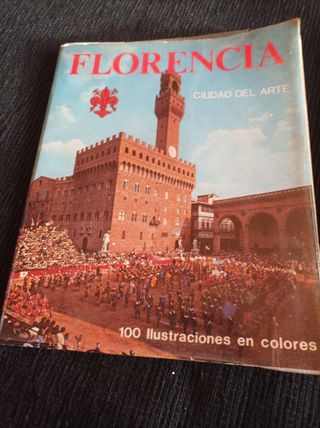 FLORENCIA
CIUDAD DEL ARTE
100 Ilustraciones en colores